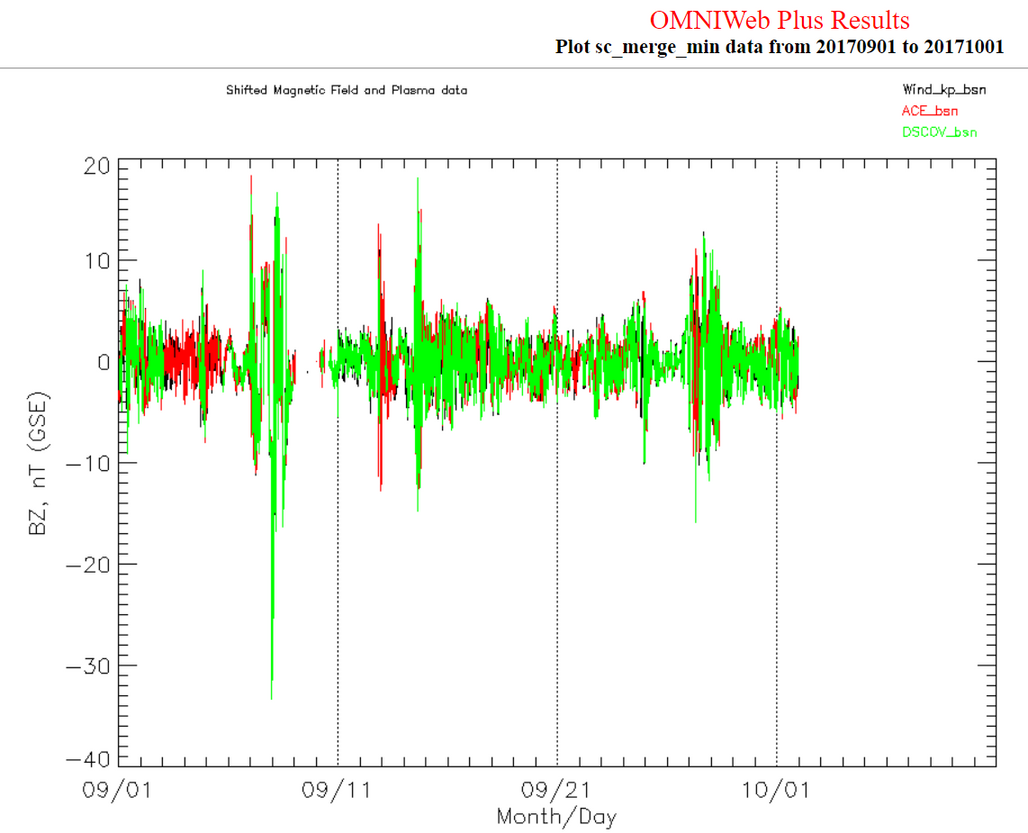 OMNIWeb Plus Results
Plot sc_merge_min data from 20170901 to 20171001
Shifted Magnetic Field and Plasma data
Wind_kp_bsn
ACE_bsn
DSCOV_bsn
20
10
0
−10
−20
−30
−40
BZ, nT (GSE)
09/01
09/11
09/21
10/01
Month/Day